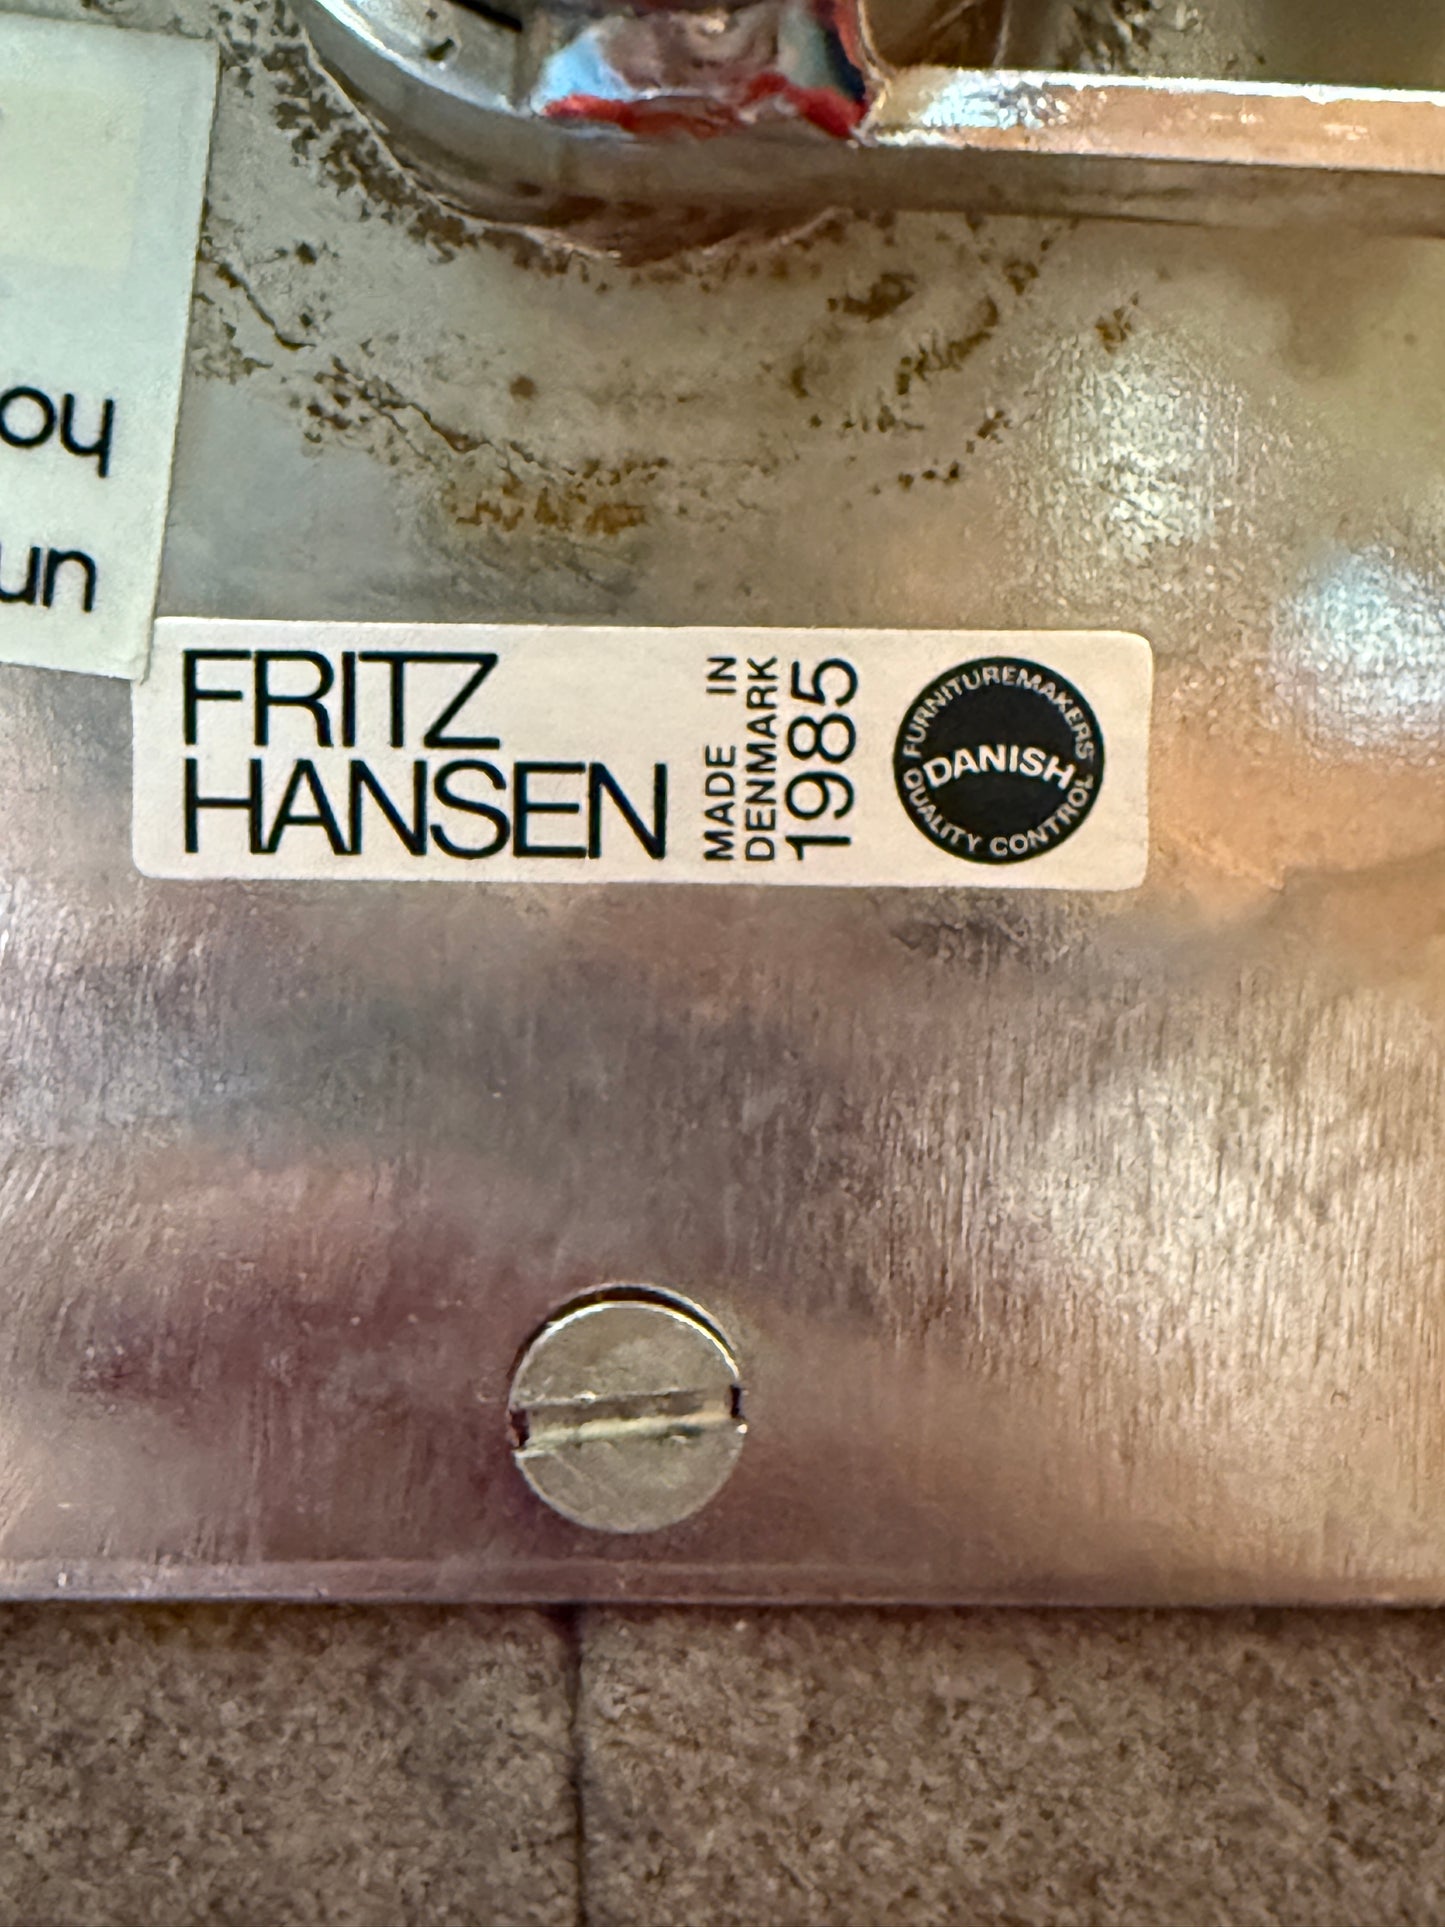 oy
un
FRITZ
HANSEN
MADE IN
DENMARK
1985
FURNITUREMAKERS
DANISH
QUALITY CONTROL